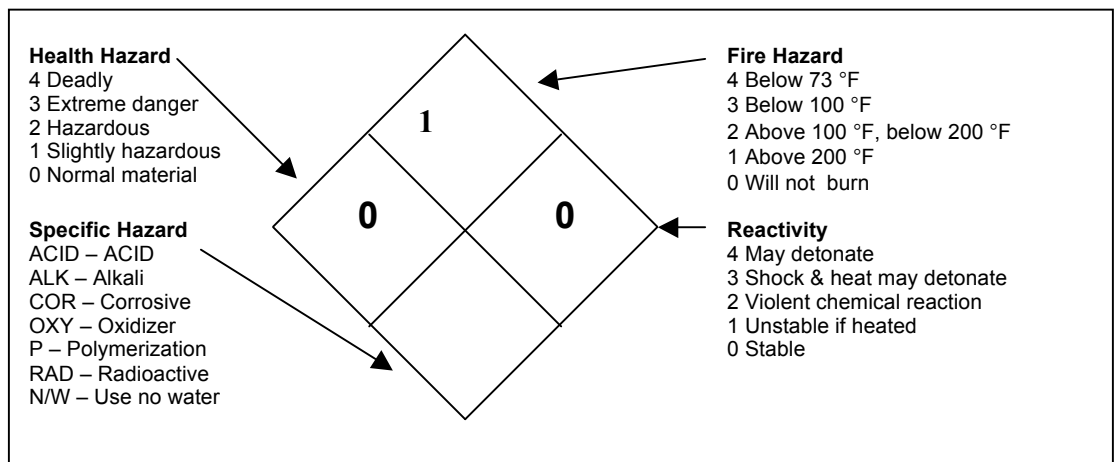 Health Hazard
4 Deadly
3 Extreme danger
2 Hazardous
1 Slightly hazardous
0 Normal material
Specific Hazard
ACID – ACID
ALK – Alkali
COR – Corrosive
OXY – Oxidizer
P – Polymerization
RAD – Radioactive
N/W – Use no water
1
0
0
Fire Hazard
4 Below 73 °F
3 Below 100 °F
2 Above 100 °F, below 200 °F
1 Above 200 °F
0 Will not burn
Reactivity
4 May detonate
3 Shock & heat may detonate
2 Violent chemical reaction
1 Unstable if heated
0 Stable